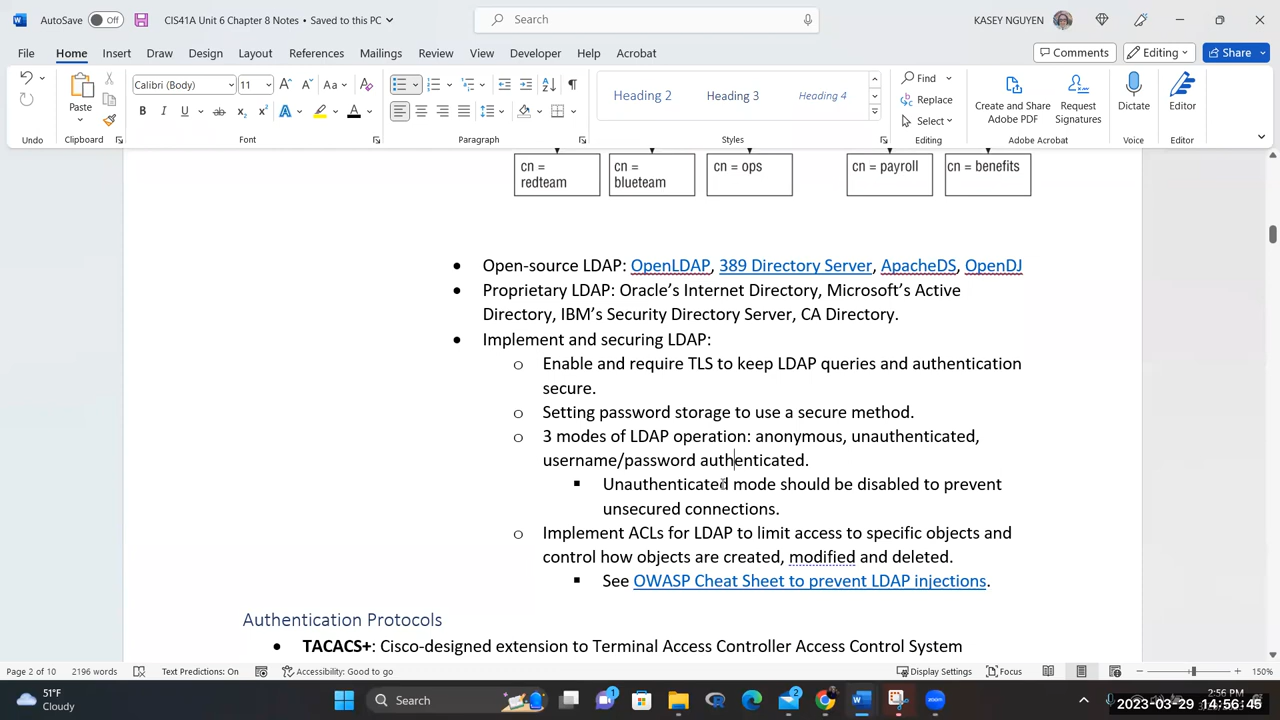 AutoSave Off CIS41A Unit 6 Chapter 8 Notes • Saved to this PC Search KASEY NGUYEN
File Home Insert Draw Design Layout References Mailings Review View Developer Help Acrobat Comments Editing Share
Calibri (Body) 11 Aa Heading 2 Heading 3 Heading 4 Find
Paste Replace Create and Share Adobe PDF Request Signatures Dictate Editor
B I U ab x₂ x² A A Select
Undo Clipboard Font Paragraph Styles Editing Adobe Acrobat Voice Editor
cn = redteam
cn = blueteam
cn = ops
cn = payroll
cn = benefits
• Open-source LDAP: OpenLDAP, 389 Directory Server, ApacheDS, OpenDJ
• Proprietary LDAP: Oracle’s Internet Directory, Microsoft’s Active
Directory, IBM’s Security Directory Server, CA Directory.
• Implement and securing LDAP:
o Enable and require TLS to keep LDAP queries and authentication
secure.
o Setting password storage to use a secure method.
o 3 modes of LDAP operation: anonymous, unauthenticated,
username/password authenticated.
▪ Unauthenticated mode should be disabled to prevent
unsecured connections.
o Implement ACLs for LDAP to limit access to specific objects and
control how objects are created, modified and deleted.
▪ See OWASP Cheat Sheet to prevent LDAP injections.
Authentication Protocols
• TACACS+: Cisco-designed extension to Terminal Access Controller Access Control System
Page 2 of 10 2196 words Text Predictions: On Accessibility: Good to go Display Settings Focus 150%
51°F
Cloudy
Search
1
2
2:56 PM
2023-03-29 14:56:45